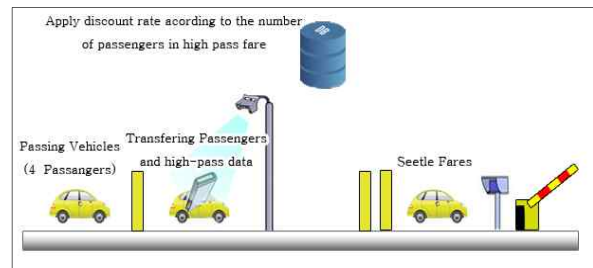 Apply discount rate acording to the number
of passengers in high pass fare
DB
Passing Vehicles
(4 Passangers)
Transfering Passengers
and high-pass data
Seetle Fares